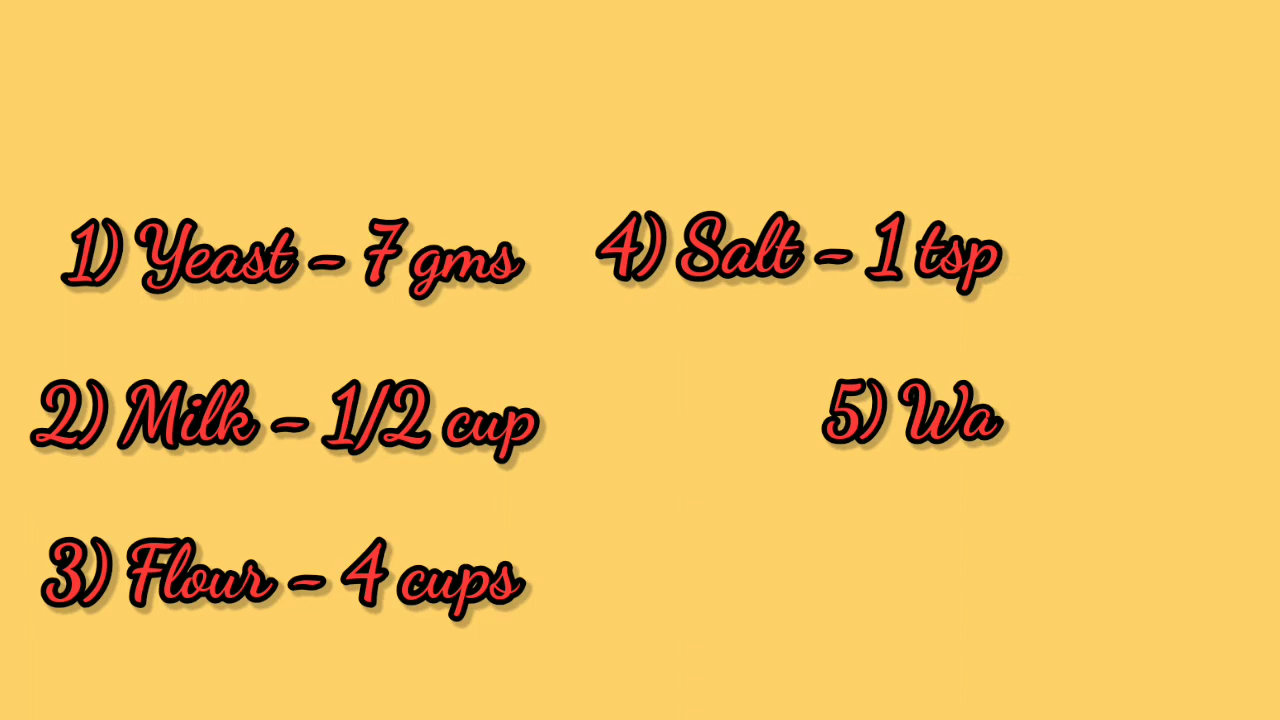 1) Yeast - 7 gms
2) Milk - 1/2 cup
3) Flour - 4 cups
4) Salt - 1 tsp
5) Wa